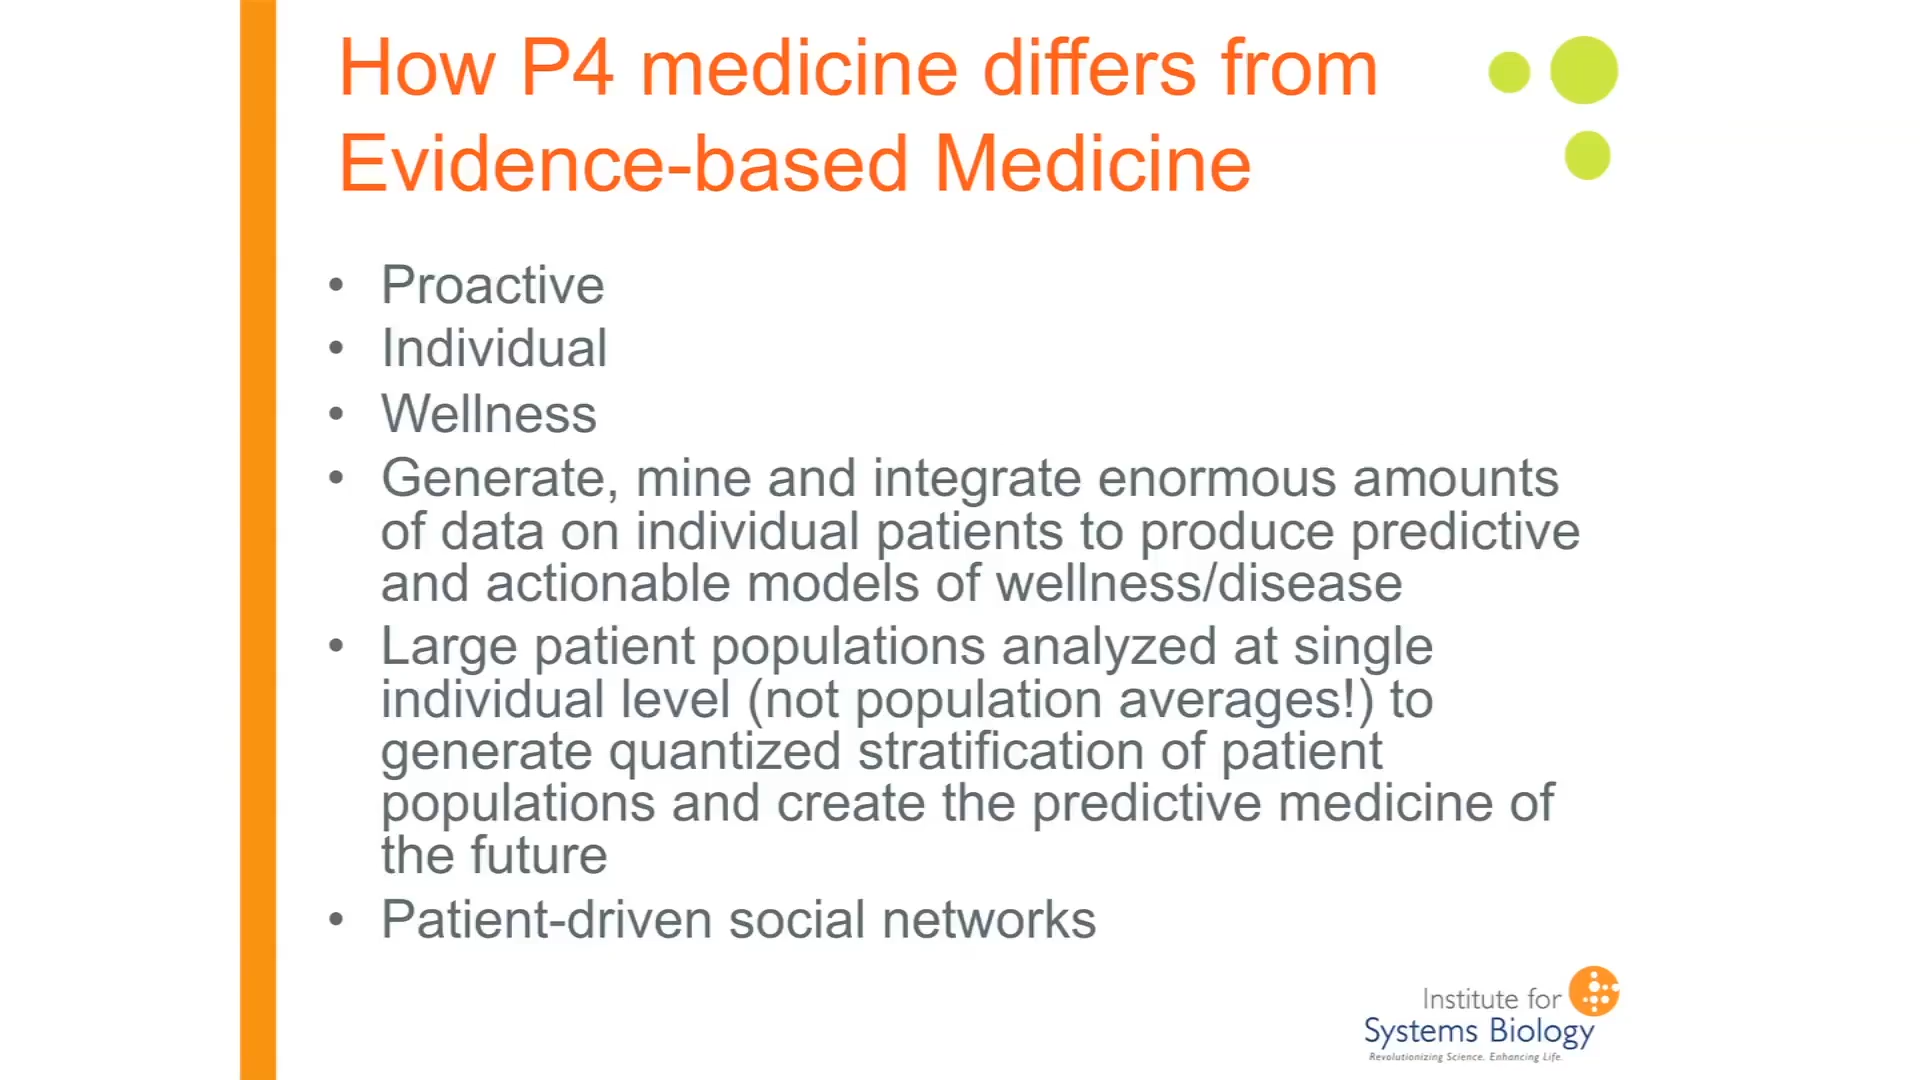 How P4 medicine differs from
Evidence-based Medicine
• Proactive
• Individual
• Wellness
• Generate, mine and integrate enormous amounts
of data on individual patients to produce predictive
and actionable models of wellness/disease
• Large patient populations analyzed at single
individual level (not population averages!) to
generate quantized stratification of patient
populations and create the predictive medicine of
the future
• Patient-driven social networks
Institute for
Systems Biology
Revolutionizing Science. Enhancing Life.